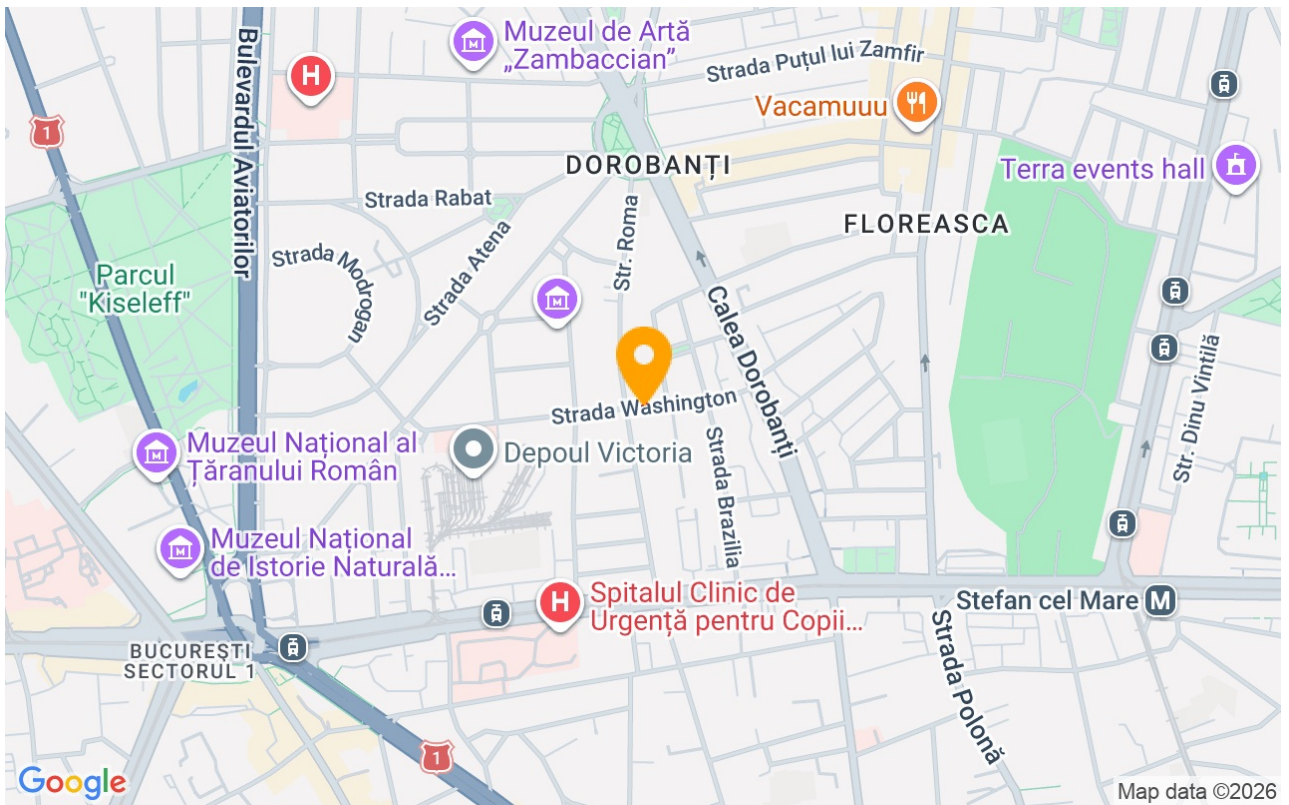 Muzeul de Artă
„Zambaccian”
Strada Puțul lui Zamfir
Bulevardul Aviatorilor
H
Vacamuuu
1
DOROBANȚI
Terra events hall
Strada Rabat
Str. Roma
FLOREASCA
Strada Modrogan
Strada Atena
Parcul
"Kiseleff"
M
Calea Dorobanți
Str. Dinu Vintilă
Strada Washington
Muzeul Național al
Țăranului Român
Depoul Victoria
Strada Brazilia
Muzeul Național
de Istorie Naturală...
H
Spitalul Clinic de
Urgență pentru Copii...
Stefan cel Mare M
BUCUREȘTI
SECTORUL 1
Strada Polonă
1
Google
Map data ©2026